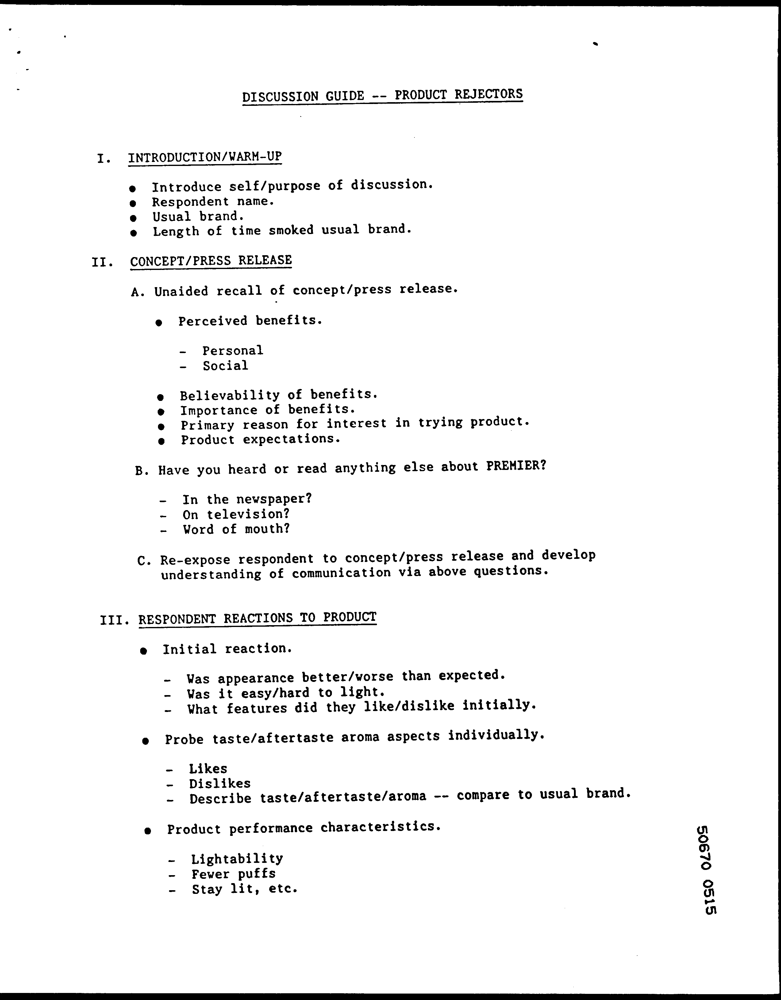 DISCUSSION GUIDE -- PRODUCT REJECTORS
I. INTRODUCTION/WARM-UP
● Introduce self/purpose of discussion.
● Respondent name.
● Usual brand.
● Length of time smoked usual brand.
II. CONCEPT/PRESS RELEASE
A. Unaided recall of concept/press release.
● Perceived benefits.
- Personal
- Social
● Believability of benefits.
● Importance of benefits.
● Primary reason for interest in trying product.
● Product expectations.
B. Have you heard or read anything else about PREMIER?
- In the newspaper?
- On television?
- Word of mouth?
C. Re-expose respondent to concept/press release and develop
understanding of communication via above questions.
III. RESPONDENT REACTIONS TO PRODUCT
● Initial reaction.
- Was appearance better/worse than expected.
- Was it easy/hard to light.
- What features did they like/dislike initially.
● Probe taste/aftertaste aroma aspects individually.
- Likes
- Dislikes
- Describe taste/aftertaste/aroma -- compare to usual brand.
● Product performance characteristics.
- Lightability
- Fewer puffs
- Stay lit, etc.
50670 0515